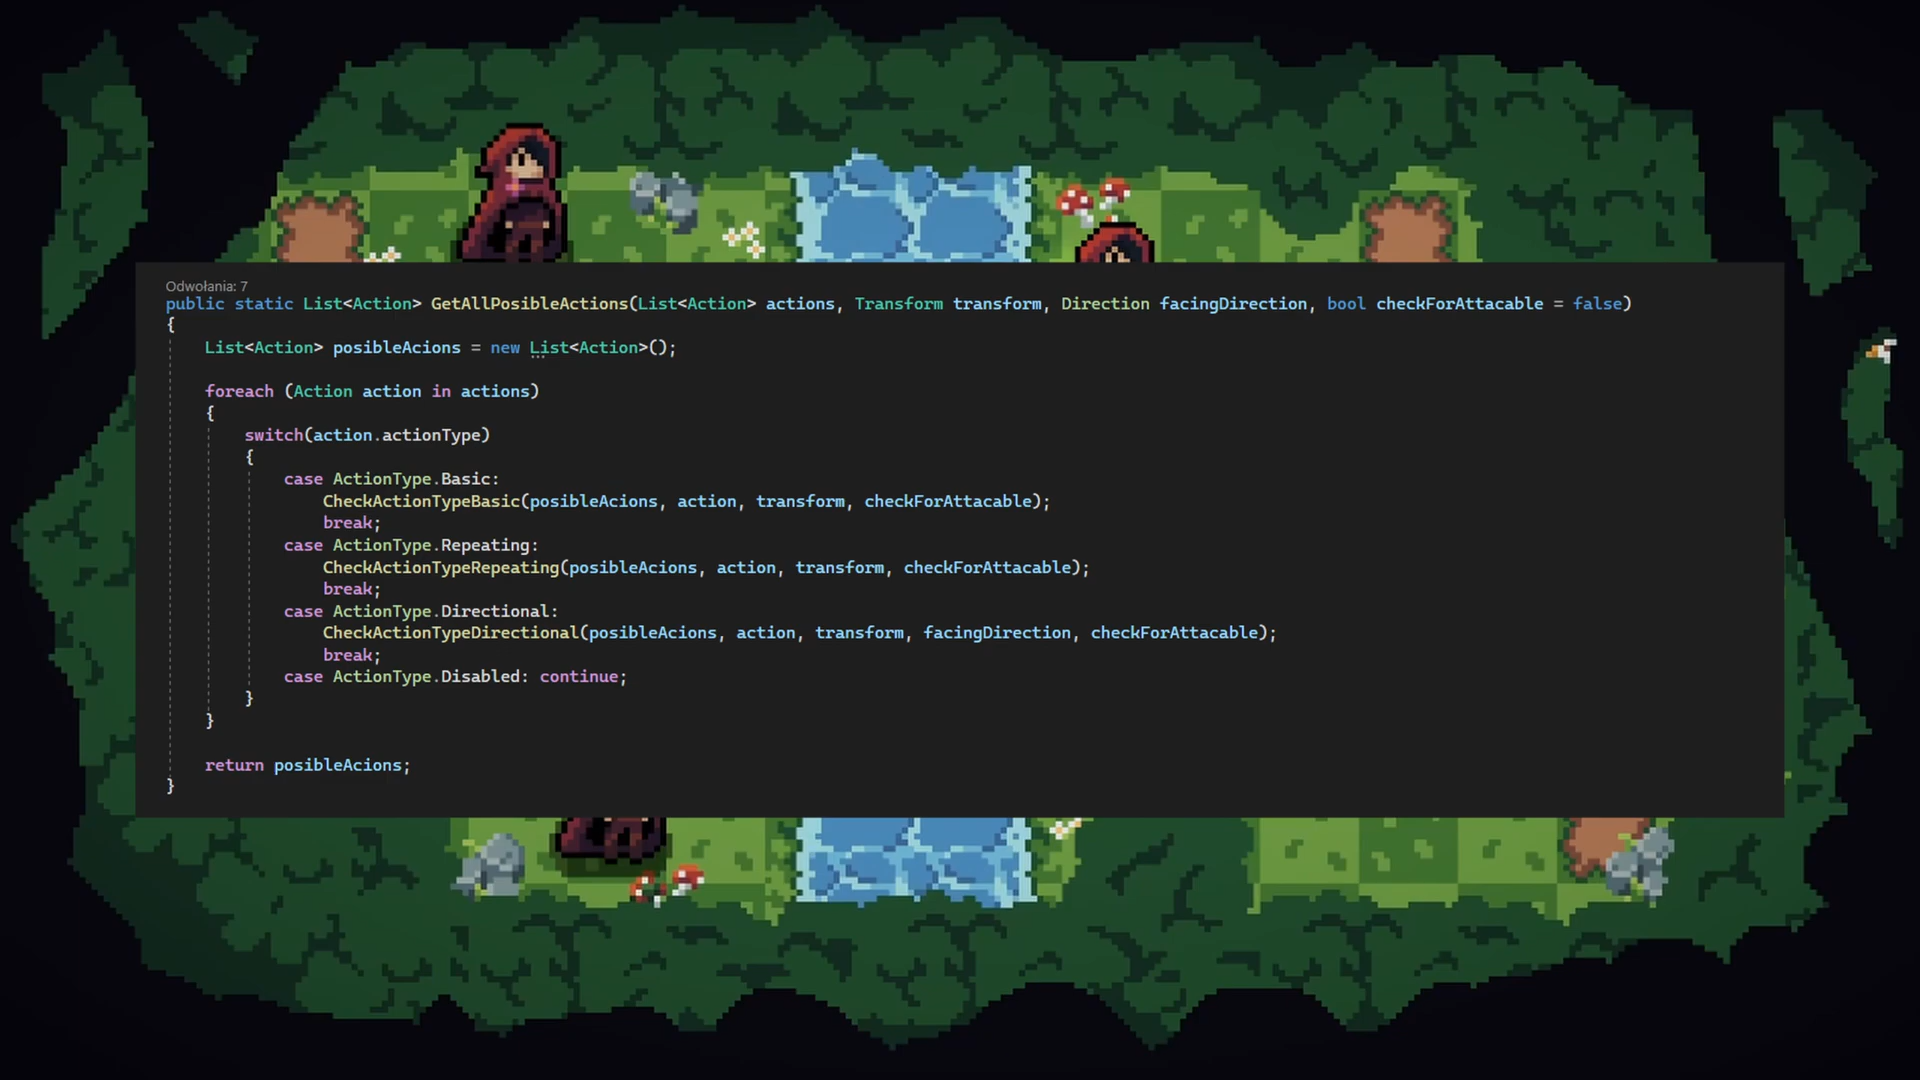 Odwołania: 7
public static List<Action> GetAllPosibleActions(List<Action> actions, Transform transform, Direction facingDirection, bool checkForAttacable = false)
{
List<Action> posibleAcions = new List<Action>();
foreach (Action action in actions)
{
switch(action.actionType)
{
case ActionType.Basic:
CheckActionTypeBasic(posibleAcions, action, transform, checkForAttacable);
break;
case ActionType.Repeating:
CheckActionTypeRepeating(posibleAcions, action, transform, checkForAttacable);
break;
case ActionType.Directional:
CheckActionTypeDirectional(posibleAcions, action, transform, facingDirection, checkForAttacable);
break;
case ActionType.Disabled: continue;
}
}
return posibleAcions;
}